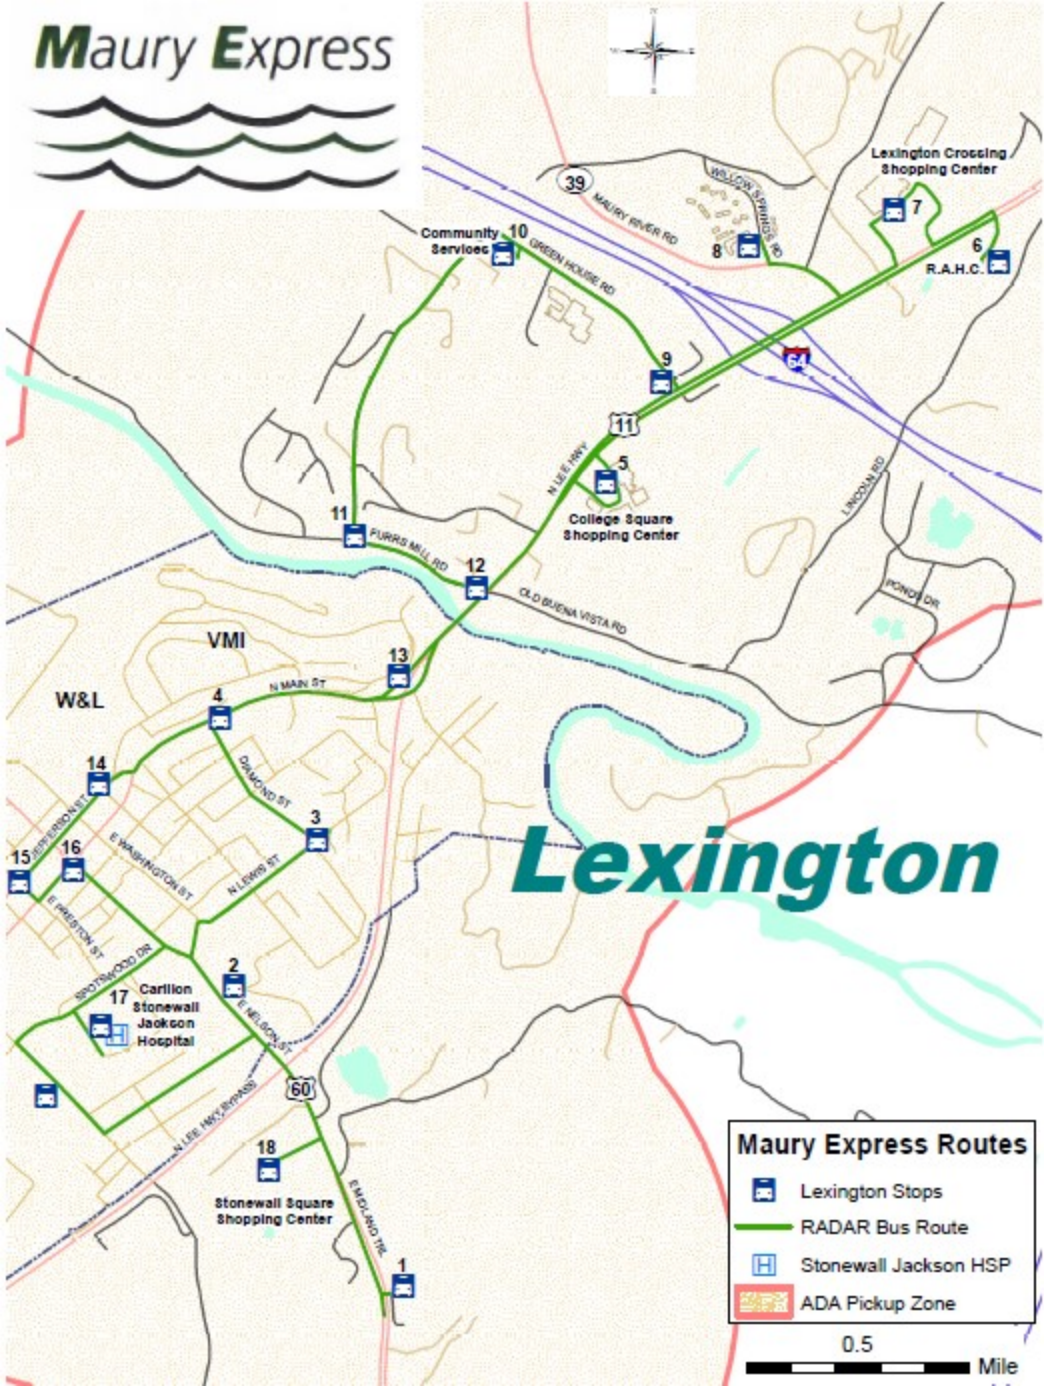 Maury Express
N
W
E
S
Lexington Crossing
Shopping Center
7
39
WILLOW SPRINGS RD
MAURY RIVER RD
Community
Services
10
GREEN HOUSE RD
8
6
R.A.H.C.
9
64
11
N LEE HWY
5
College Square
Shopping Center
LINCOLN RD
11
FURRS MILL RD
12
OLD BUENA VISTA RD
PONDS DR
VMI
13
W&L
N MAIN ST
4
14
DIAMOND ST
3
JEFFERSON ST
15
16
E WASHINGTON ST
N LEWIS ST
Lexington
E PRESTON ST
SPOTSWOOD DR
2
17
Carilion
Stonewall
Jackson
Hospital
H
E NELSON ST
60
N LEE HWY BYPASS
18
Stonewall Square
Shopping Center
E MIDLAND TRL
1
Maury Express Routes
Lexington Stops
RADAR Bus Route
H
Stonewall Jackson HSP
ADA Pickup Zone
0.5
Mile